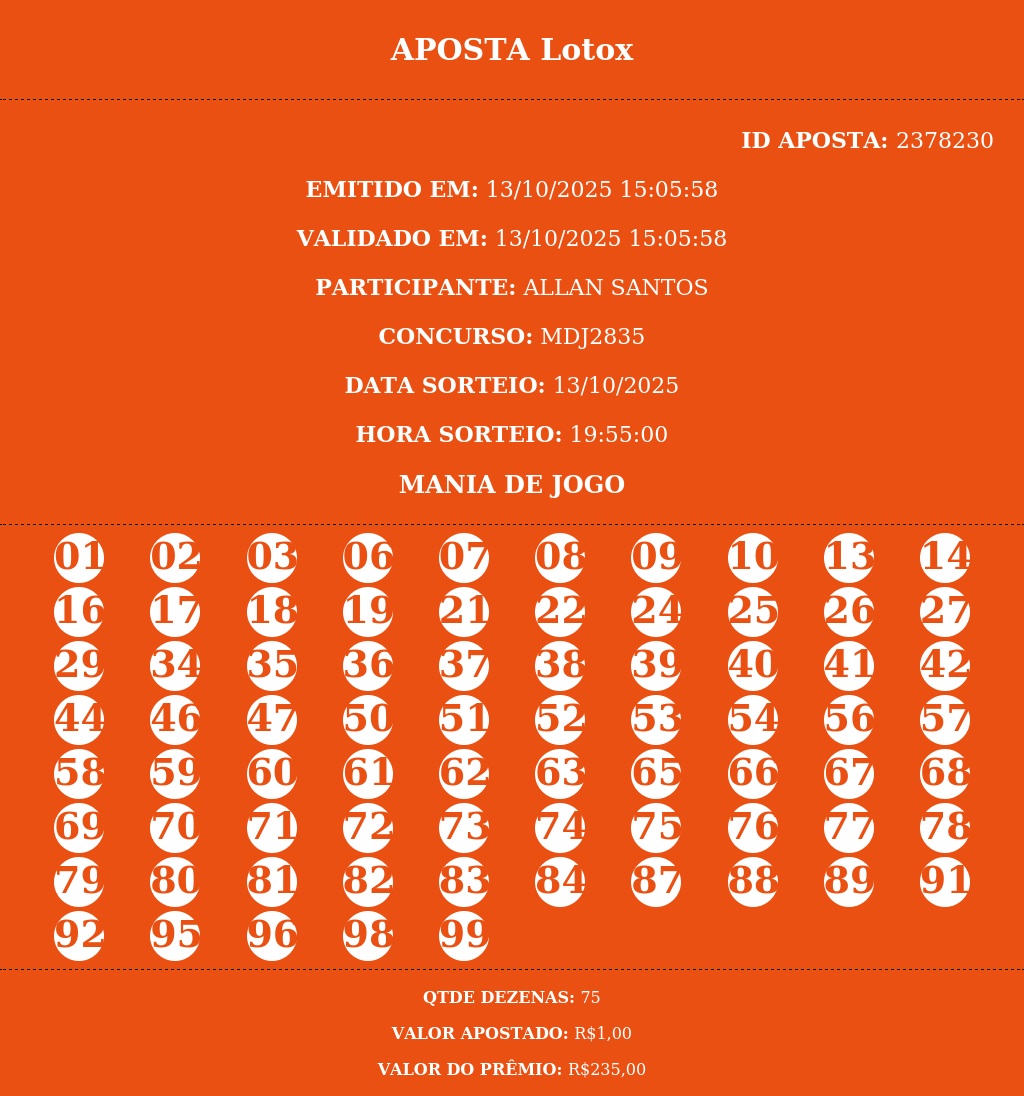 APOSTA Lotox
ID APOSTA: 2378230
EMITIDO EM: 13/10/2025 15:05:58
VALIDADO EM: 13/10/2025 15:05:58
PARTICIPANTE: ALLAN SANTOS
CONCURSO: MDJ2835
DATA SORTEIO: 13/10/2025
HORA SORTEIO: 19:55:00
MANIA DE JOGO
01 02 03 06 07 08 09 10 13 14
16 17 18 19 21 22 24 25 26 27
29 34 35 36 37 38 39 40 41 42
44 46 47 50 51 52 53 54 56 57
58 59 60 61 62 63 65 66 67 68
69 70 71 72 73 74 75 76 77 78
79 80 81 82 83 84 87 88 89 91
92 95 96 98 99
QTDE DEZENAS: 75
VALOR APOSTADO: R$1,00
VALOR DO PRÊMIO: R$235,00